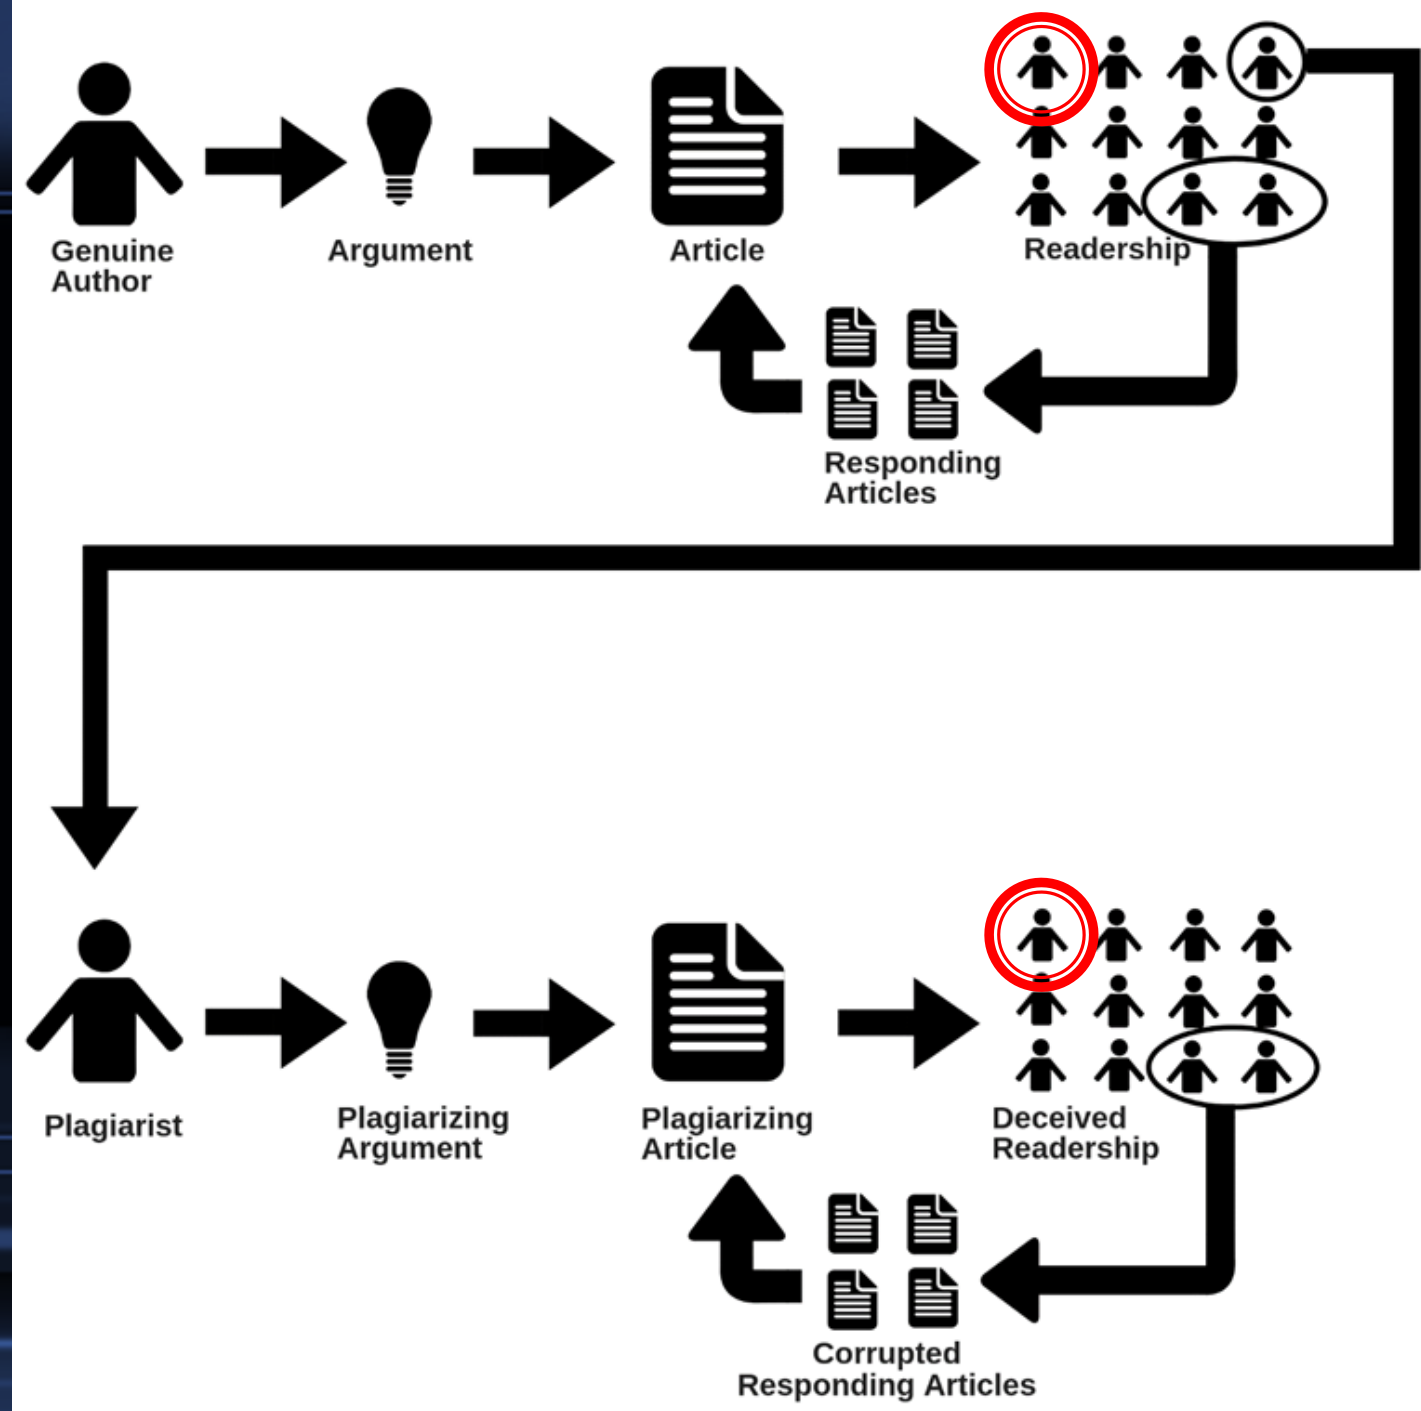 Genuine
Author
Argument
Article
Readership
Responding
Articles
Plagiarist
Plagiarizing
Argument
Plagiarizing
Article
Deceived
Readership
Corrupted
Responding Articles